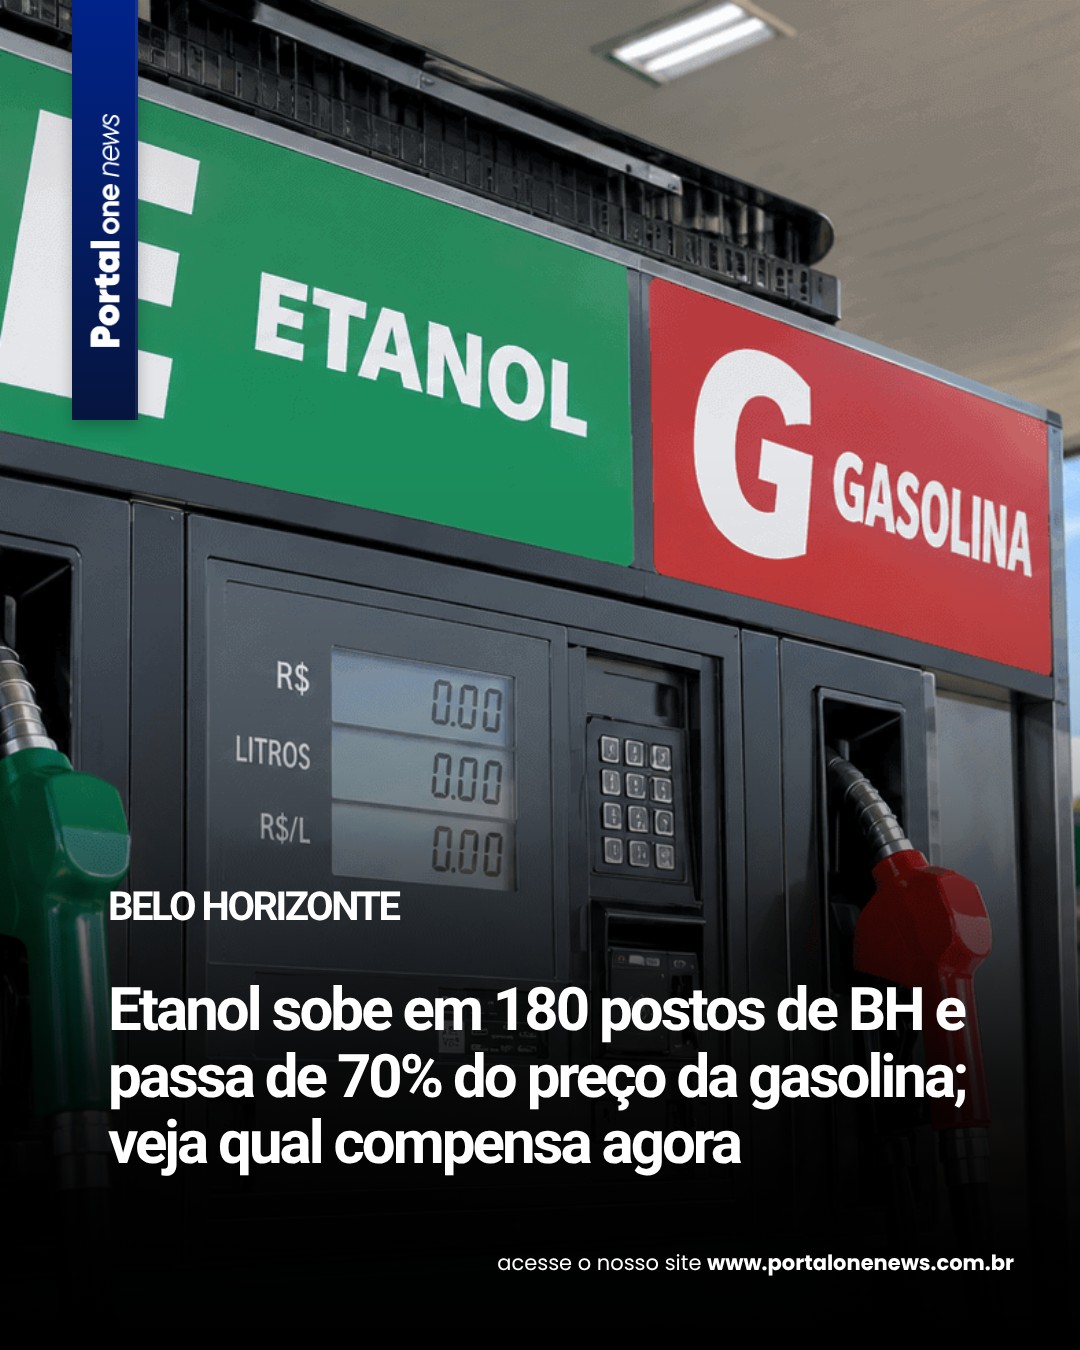 Portal one news
E ETANOL
G GASOLINA
R$ 0.00
LITROS 0.00
R$/L 0.00
BELO HORIZONTE
Etanol sobe em 180 postos de BH e
passa de 70% do preço da gasolina;
veja qual compensa agora
acesse o nosso site www.portalonenews.com.br